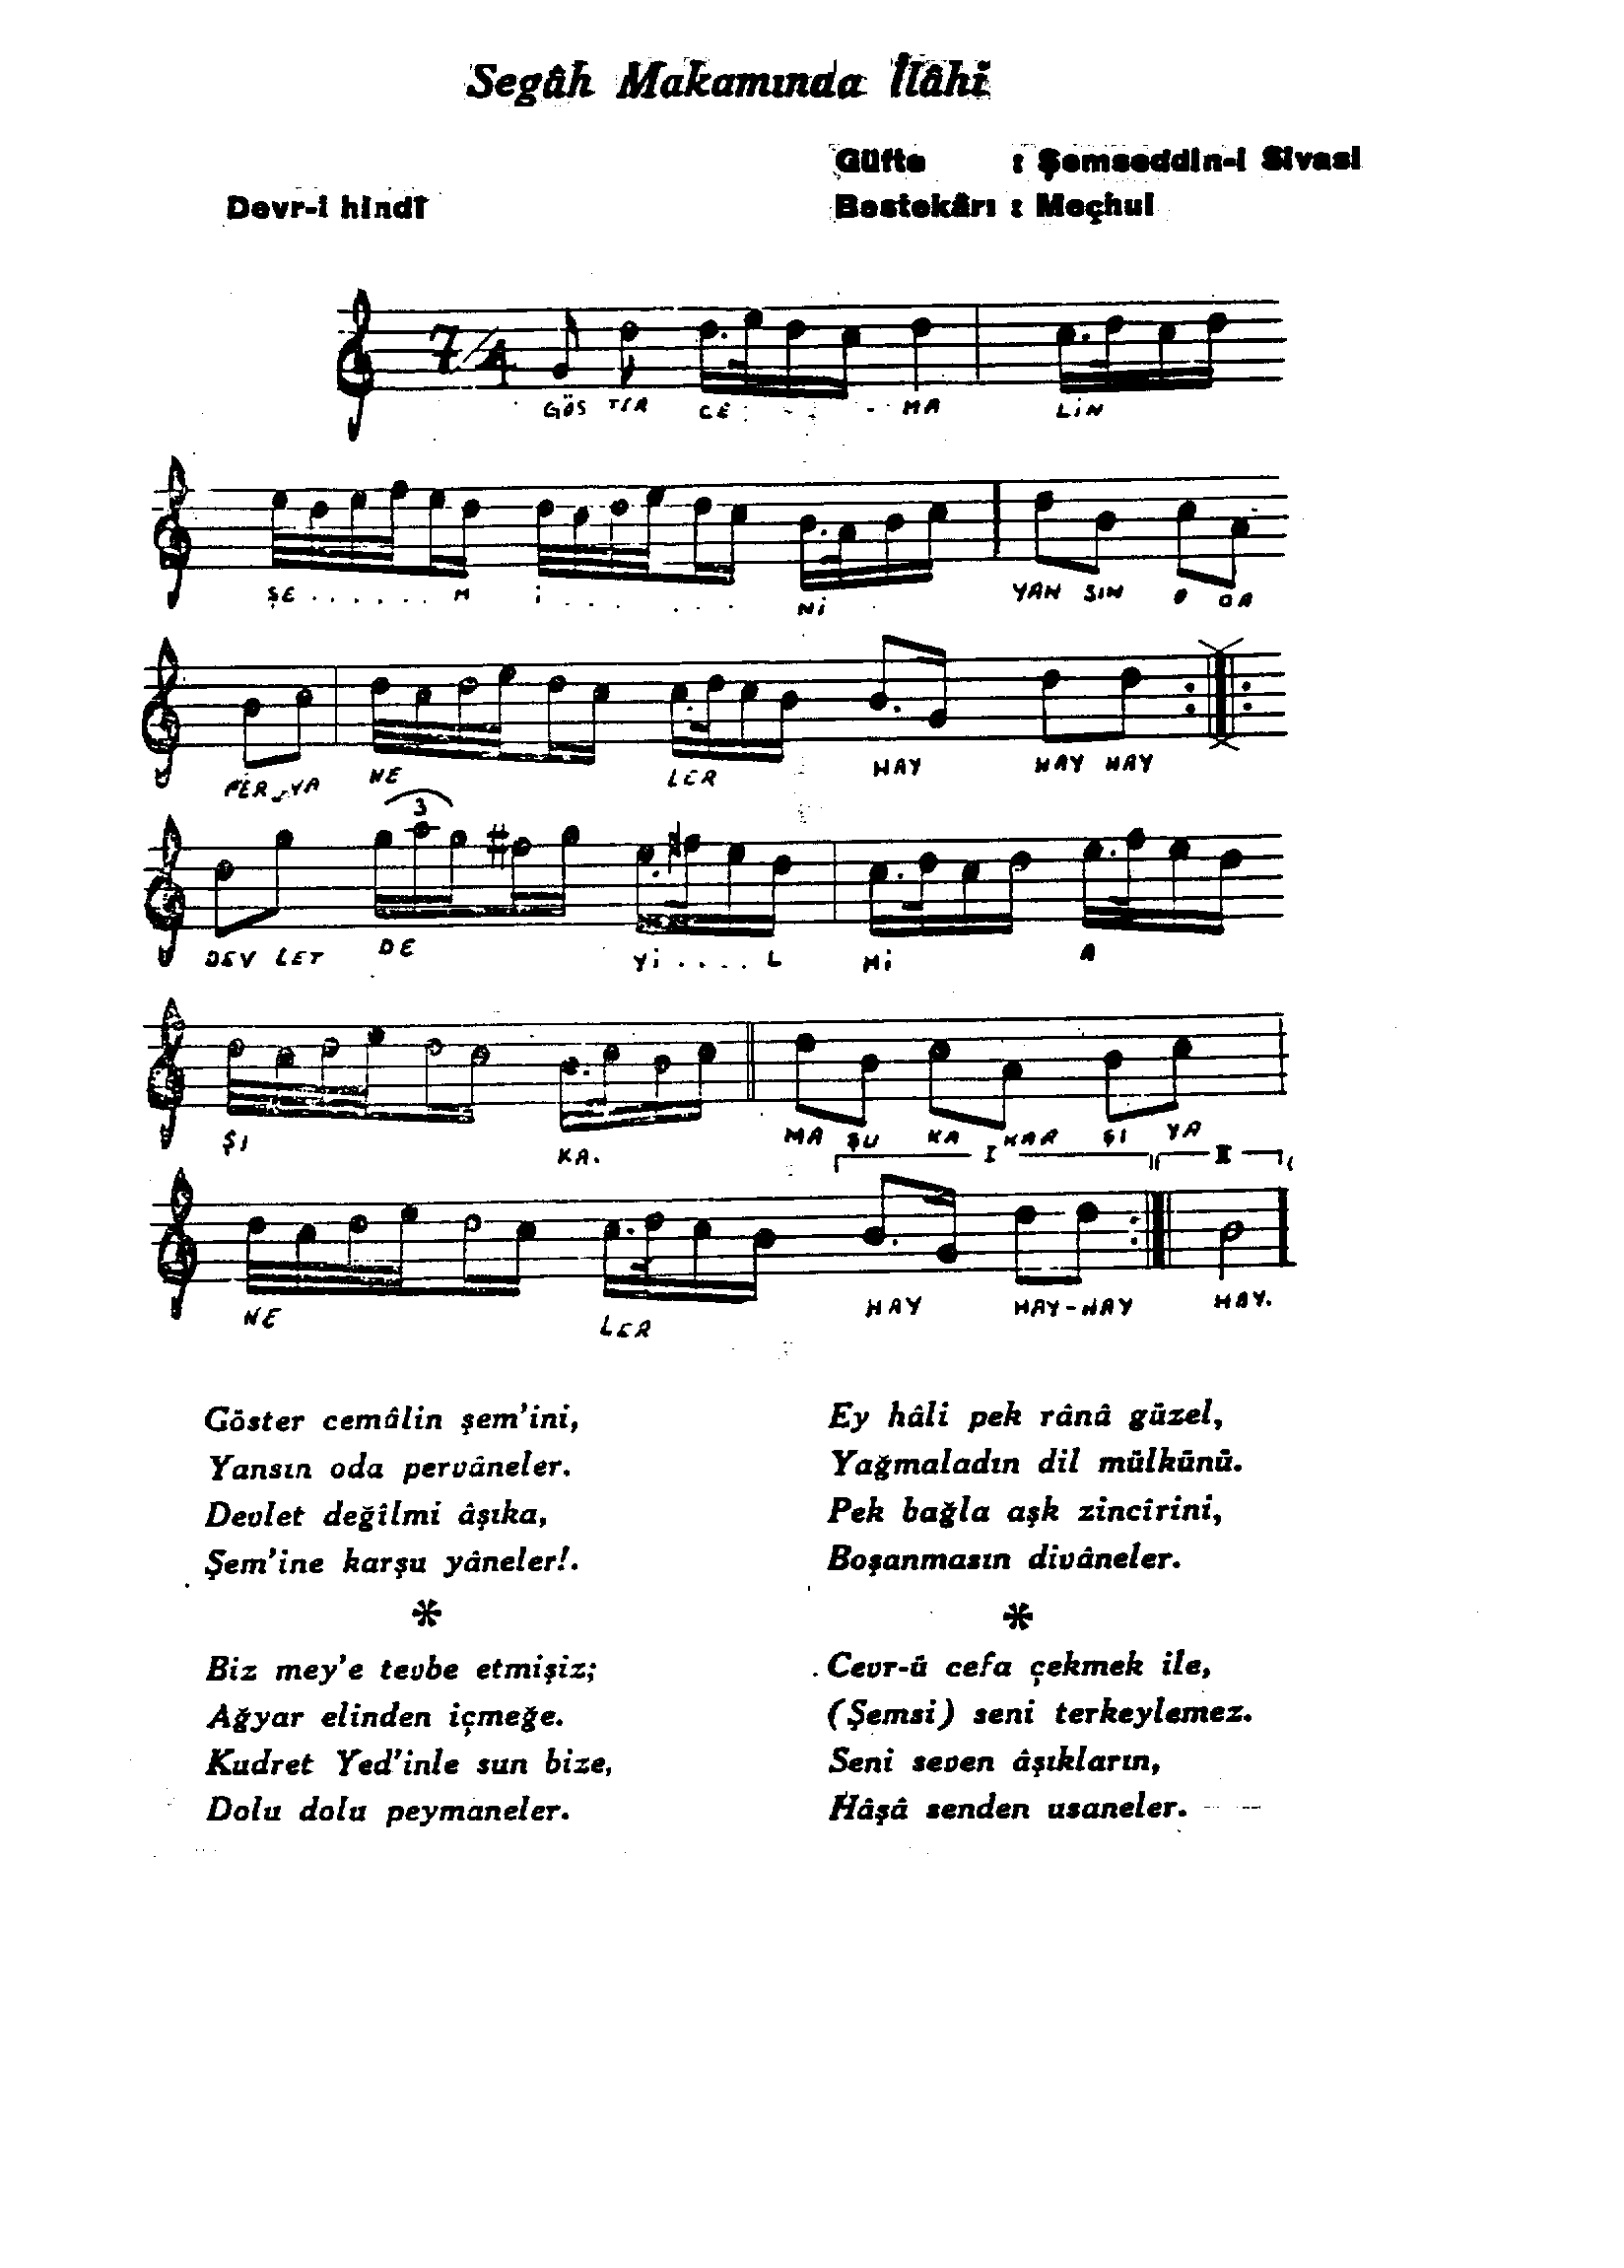 Segâh Makamında İlâhi
Güfte : Şemseddin-i Sivasi
Devr-i hindî
Bestekârı : Meçhul
7/4
GÖS TER CE - - - MA LİN
ŞE . . . . . . M İ . . . . . . Nİ YAN SIN O DA
PER VA NE LER HAY HAY HAY
3
DEV LET DE Yİ . . . . L Mİ A
ŞI KA. MA ŞU KA KAR ŞI YA
I II
NE LER HAY HAY-HAY HAY.
Göster cemâlin şem'ini,
Yansın oda pervâneler.
Devlet değîlmi âşıka,
Şem'ine karşu yâneler!.
*
Biz mey'e tevbe etmişiz;
Ağyar elinden içmeğe.
Kudret Yed'inle sun bize,
Dolu dolu peymaneler.
Ey hâli pek rânâ güzel,
Yağmaladın dil mülkünü.
Pek bağla aşk zincîrini,
Boşanmasın divâneler.
*
Cevr-ü cefa çekmek ile,
(Şemsi) seni terkeylemez.
Seni seven âşıkların,
Hâşâ senden usaneler.